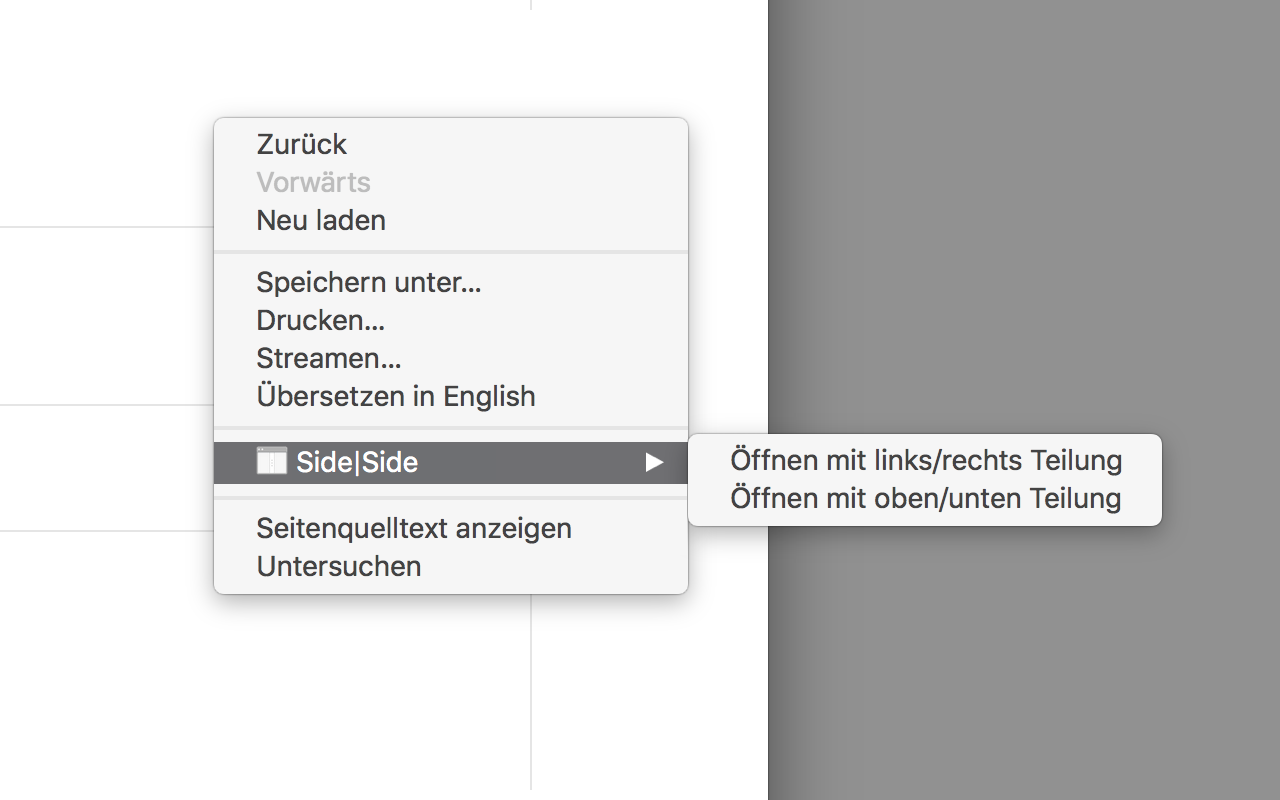 Zurück
Vorwärts
Neu laden
Speichern unter...
Drucken...
Streamen...
Übersetzen in English
Side|Side
Öffnen mit links/rechts Teilung
Öffnen mit oben/unten Teilung
Seitenquelltext anzeigen
Untersuchen